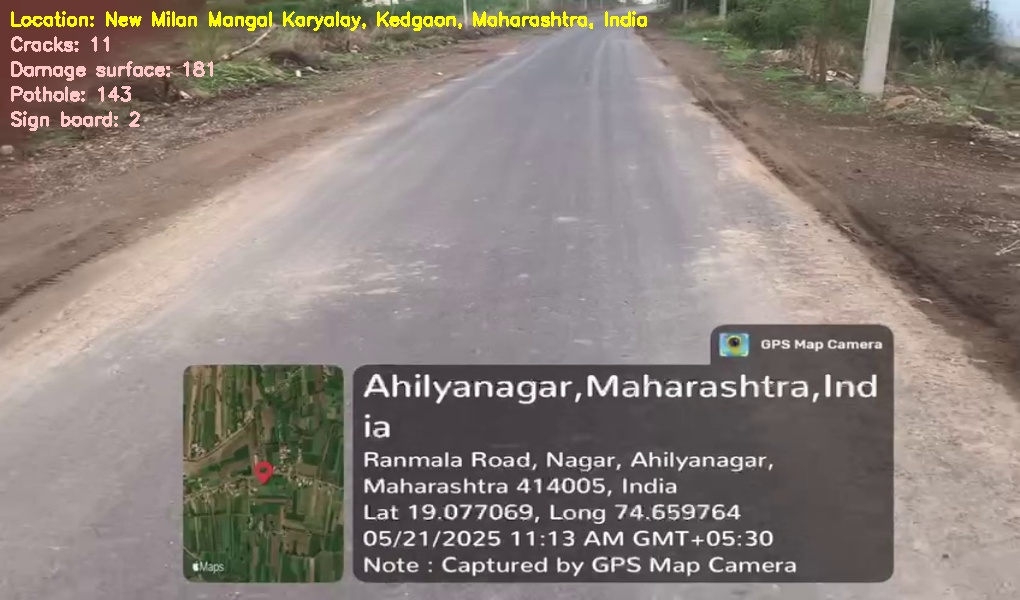 Location: New Milan Mangal Karyalay, Kedgaon, Maharashtra, India
Cracks: 11
Damage surface: 181
Pothole: 143
Sign board: 2
GPS Map Camera
Ahilyanagar,Maharashtra,Ind
ia
Ranmala Road, Nagar, Ahilyanagar,
Maharashtra 414005, India
Lat 19.077069, Long 74.659764
05/21/2025 11:13 AM GMT+05:30
Note : Captured by GPS Map Camera
Maps